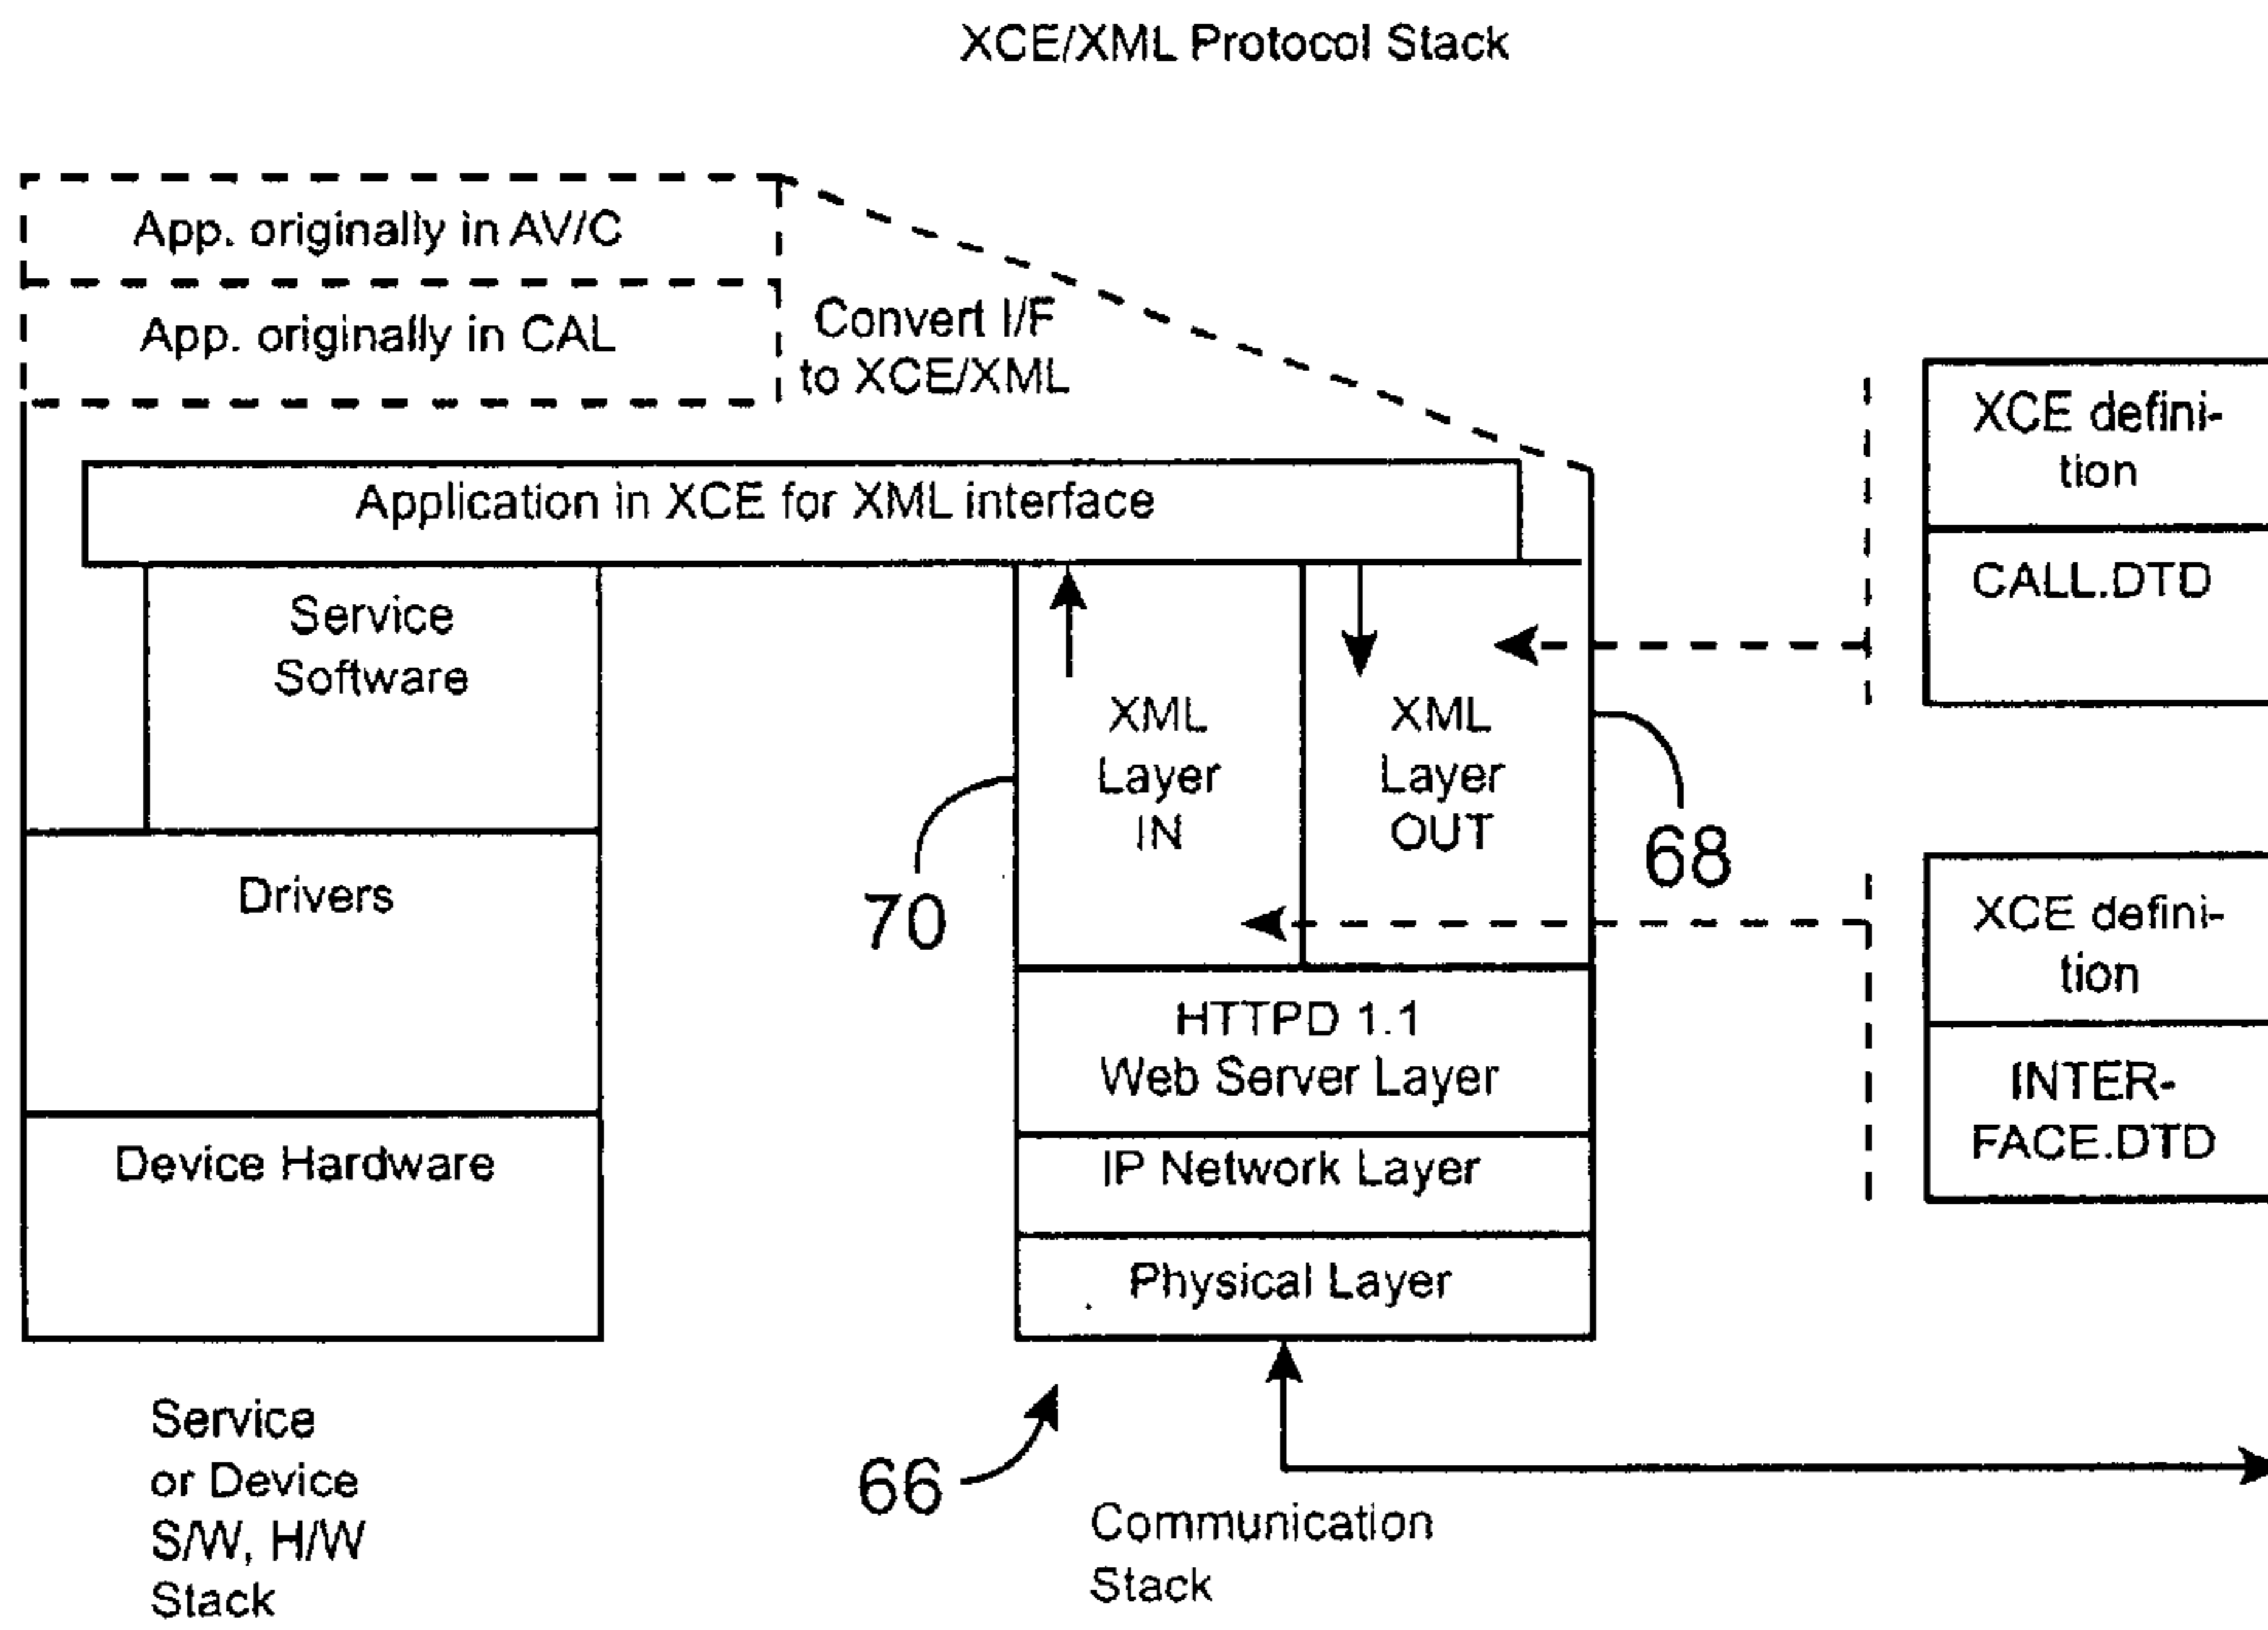 XCE/XML Protocol Stack
App. originally in AV/C
App. originally in CAL
Convert I/F
to XCE/XML
Application in XCE for XML interface
Service
Software
Drivers
Device Hardware
XML
Layer
IN
XML
Layer
OUT
70
68
HTTPD 1.1
Web Server Layer
IP Network Layer
Physical Layer
XCE defini-
tion
CALL.DTD
XCE defini-
tion
INTER-
FACE.DTD
Service
or Device
S/W, H/W
Stack
66
Communication
Stack